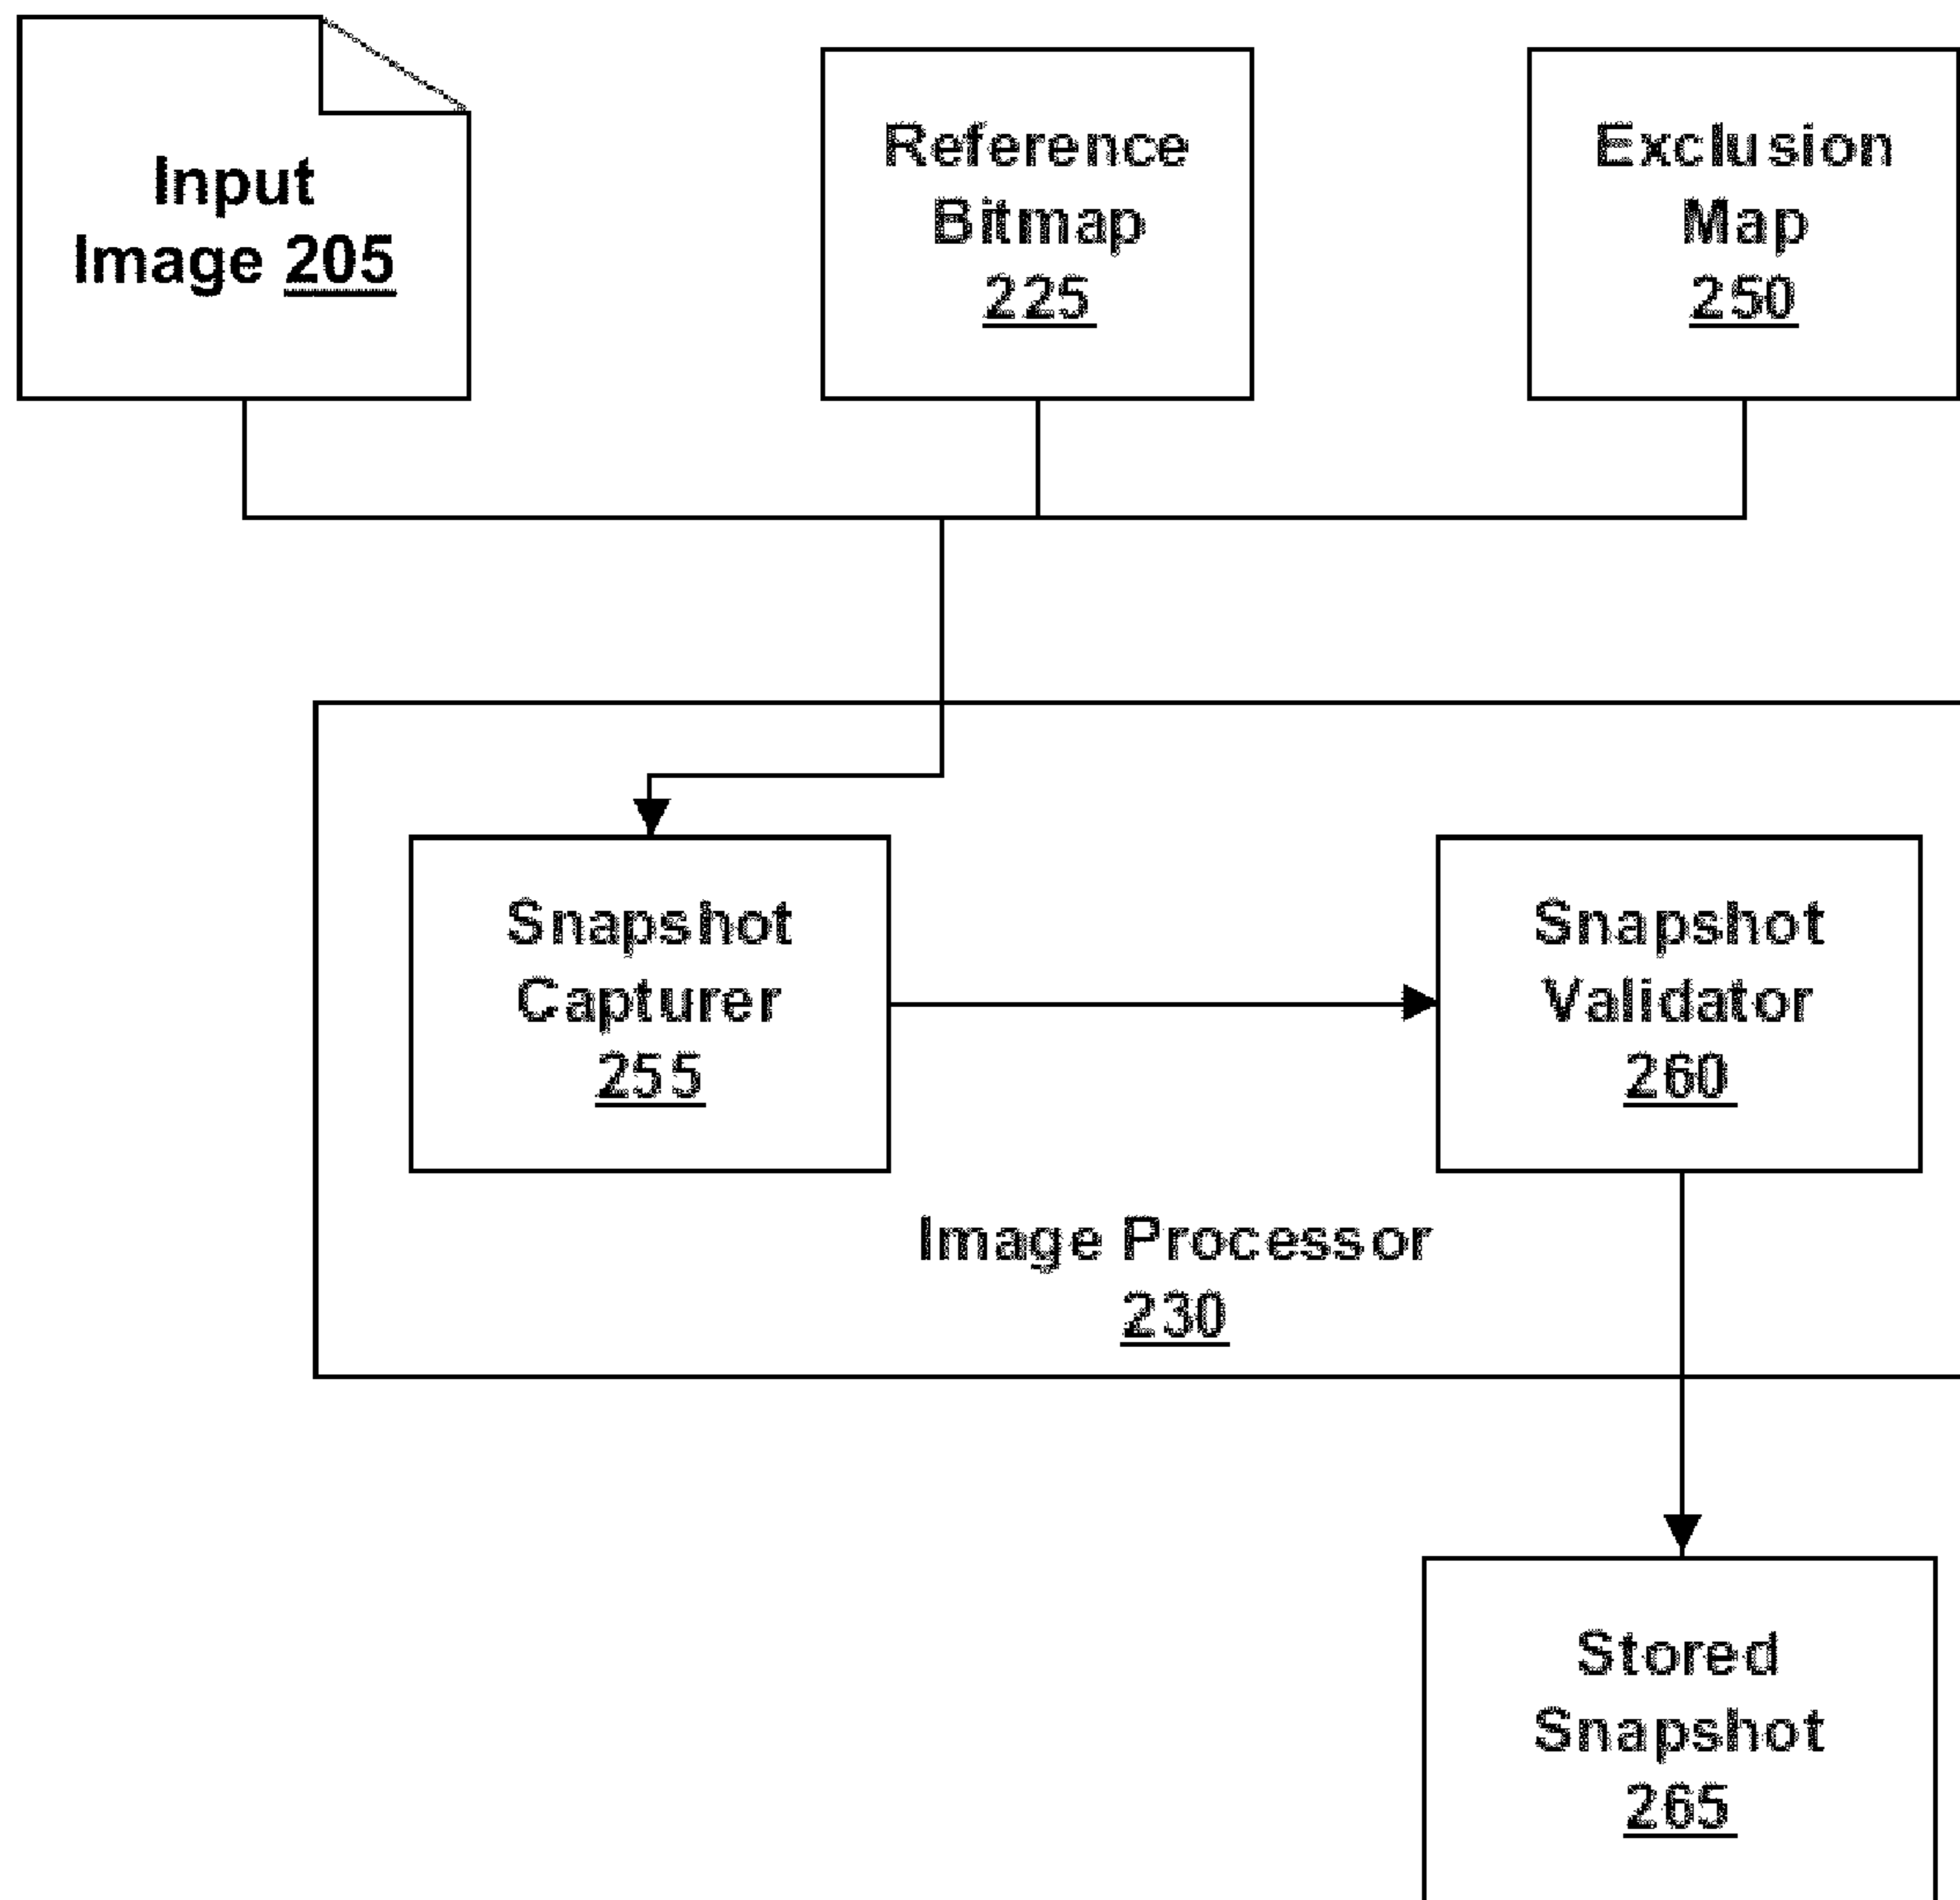 Input
Image 205
Reference
Bitmap
225
Exclusion
Map
250
Snapshot
Capturer
255
Snapshot
Validator
260
Image Processor
230
Stored
Snapshot
265